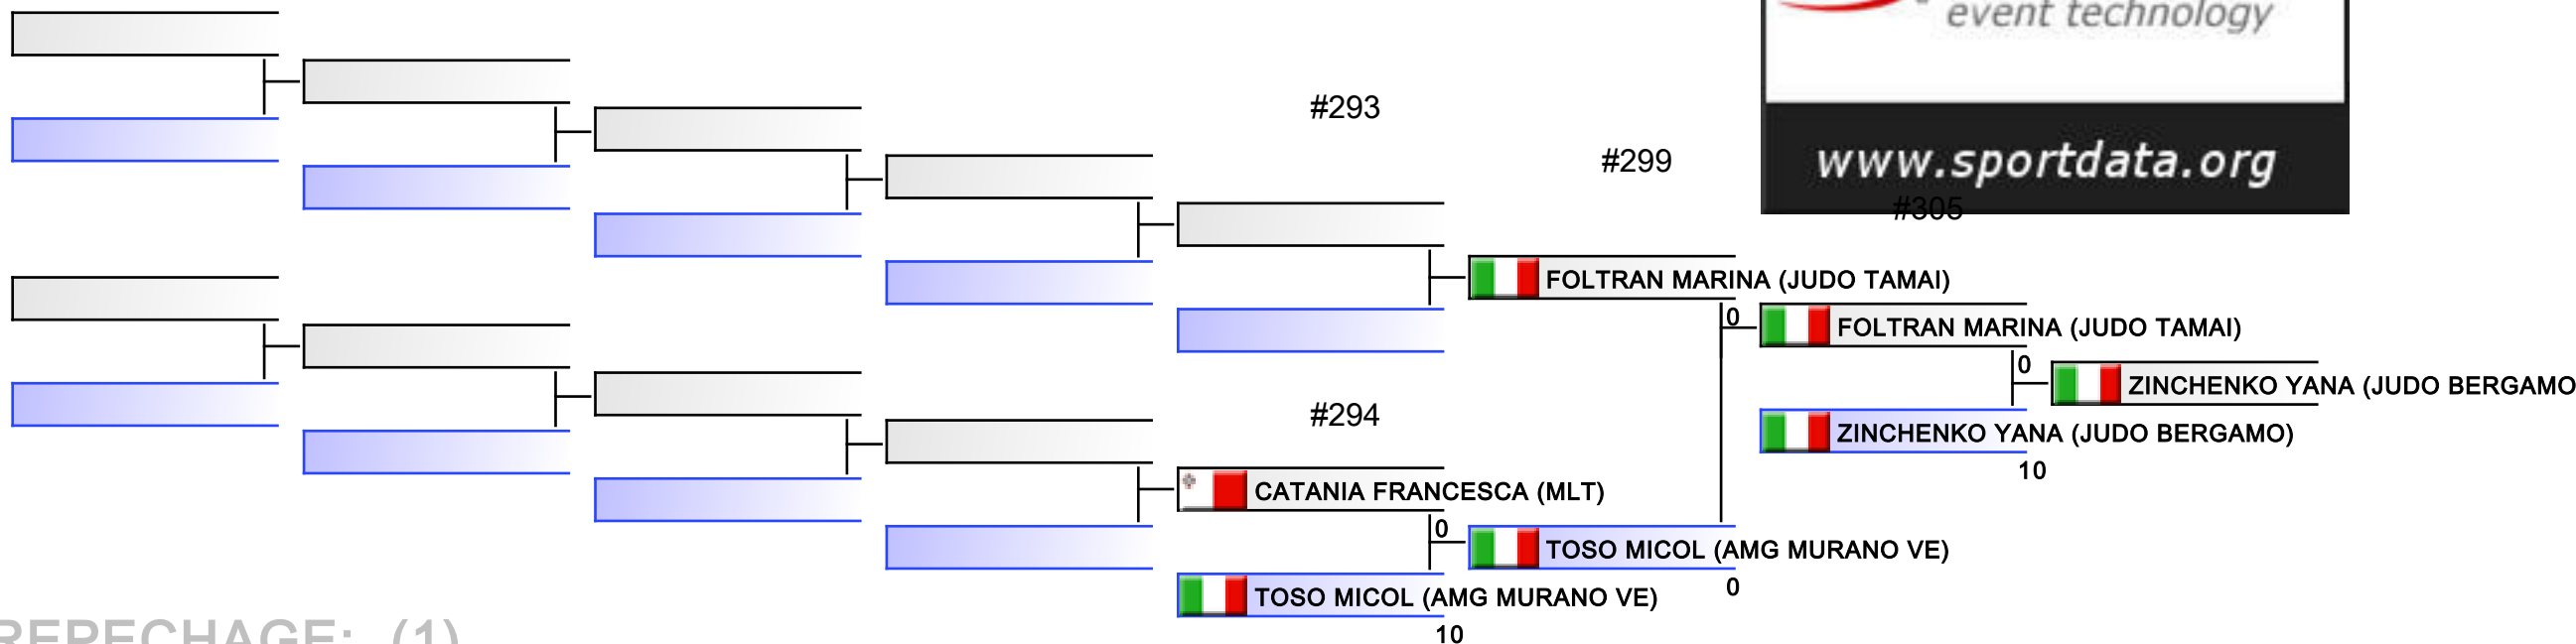 event technology
www.sportdata.org
#293
#299
#305
FOLTRAN MARINA (JUDO TAMAI)
0
FOLTRAN MARINA (JUDO TAMAI)
0
ZINCHENKO YANA (JUDO BERGAMO
#294
ZINCHENKO YANA (JUDO BERGAMO)
10
CATANIA FRANCESCA (MLT)
0
TOSO MICOL (AMG MURANO VE)
0
TOSO MICOL (AMG MURANO VE)
10
REPECHAGE: (1)